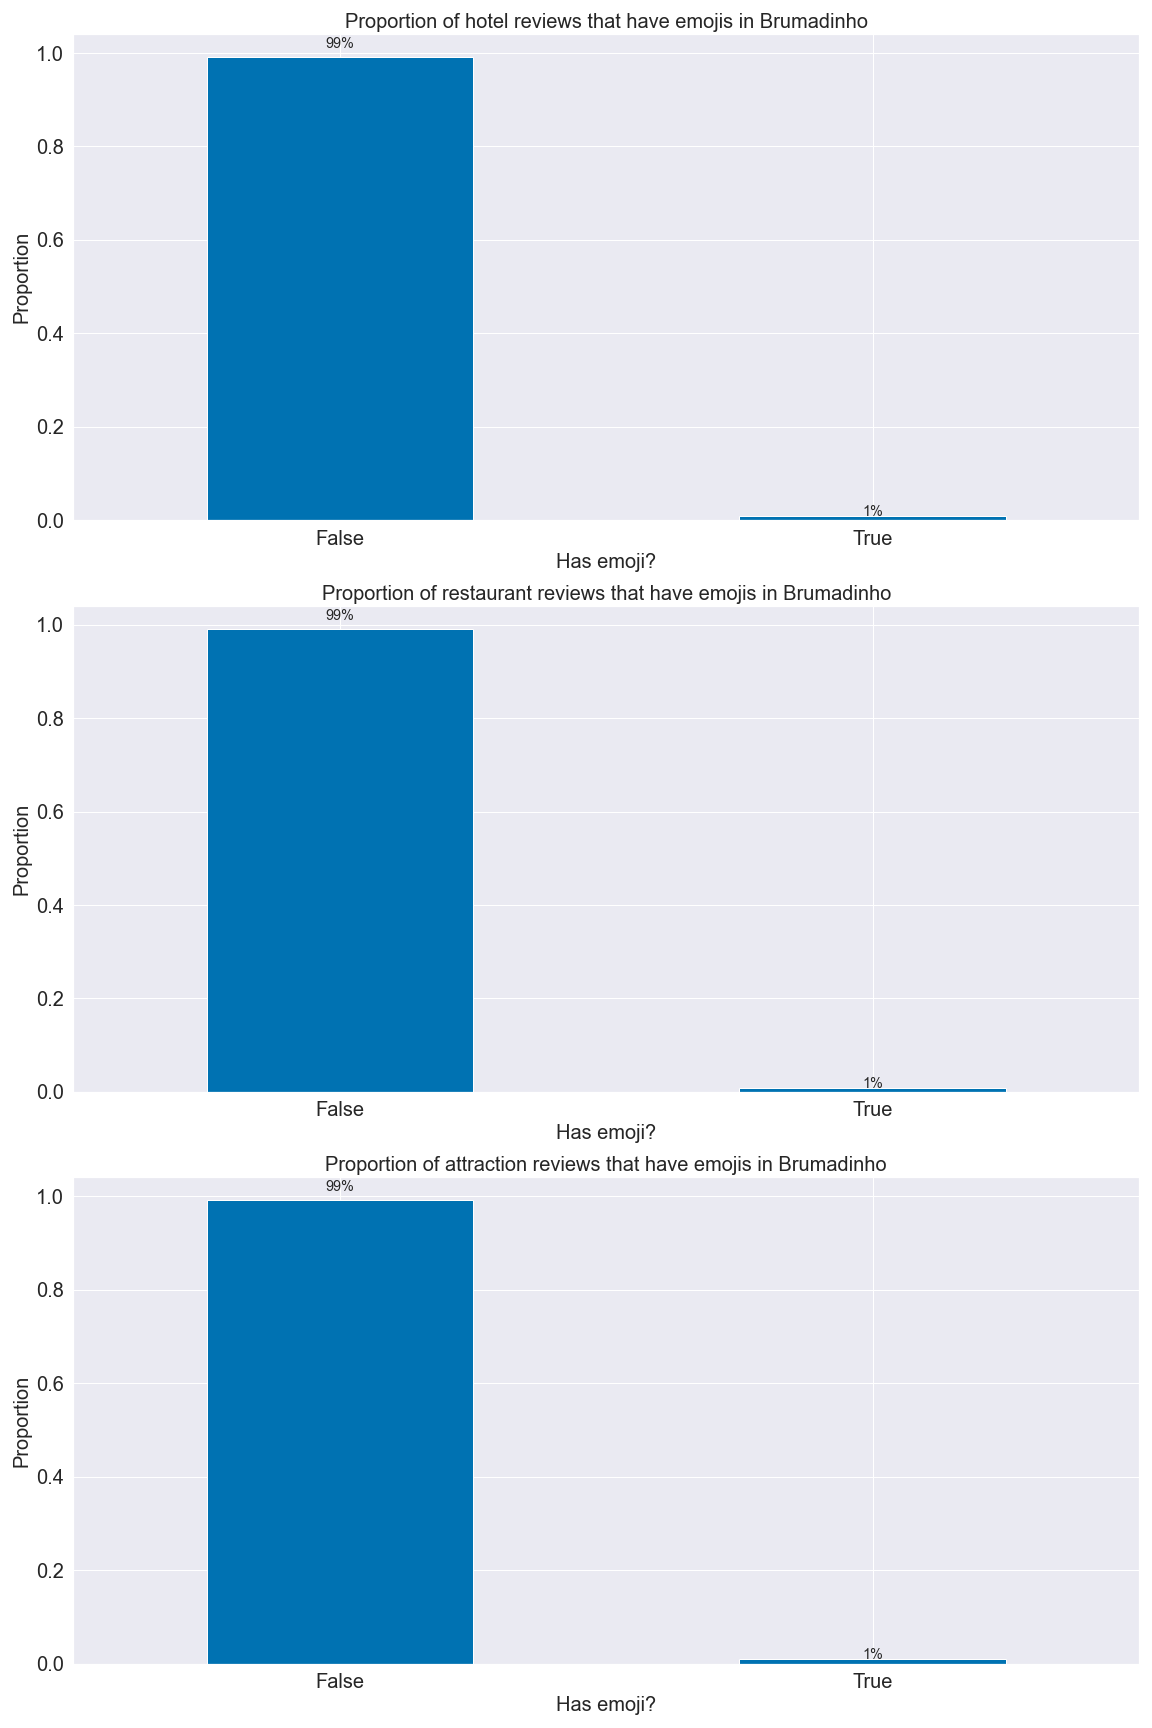 Proportion of hotel reviews that have emojis in Brumadinho
99%
1.0
0.8
0.6
0.4
0.2
0.0
Proportion
1%
False
True
Has emoji?
Proportion of restaurant reviews that have emojis in Brumadinho
99%
1.0
0.8
0.6
0.4
0.2
0.0
Proportion
1%
False
True
Has emoji?
Proportion of attraction reviews that have emojis in Brumadinho
99%
1.0
0.8
0.6
0.4
0.2
0.0
Proportion
1%
False
True
Has emoji?